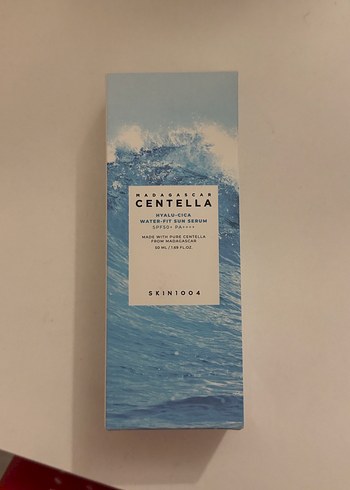 MADAGASCAR
CENTELLA
HYALU-CICA
WATER-FIT SUN SERUM
SPF50+ PA++++
MADE WITH PURE CENTELLA
FROM MADAGASCAR
50 ML / 1.69 FL.OZ.
SKIN1004